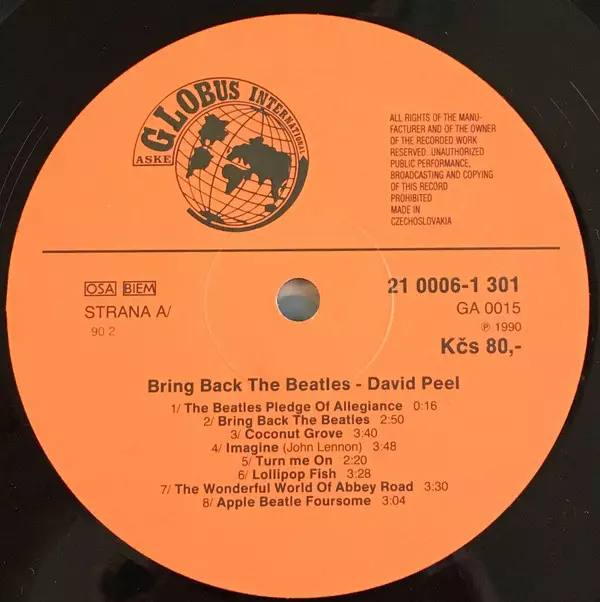 GLOBUS INTERNATIONAL
ASKE
ALL RIGHTS OF THE MANU-
FACTURER AND OF THE OWNER
OF THE RECORDED WORK
RESERVED. UNAUTHORIZED
PUBLIC PERFORMANCE,
BROADCASTING AND COPYING
OF THIS RECORD
PROHIBITED
MADE IN
CZECHOSLOVAKIA
OSA BIEM
STRANA A/
90 2
21 0006-1 301
GA 0015
℗ 1990
Kčs 80,-
Bring Back The Beatles - David Peel
1/ The Beatles Pledge Of Allegiance 0:16
2/ Bring Back The Beatles 2:50
3/ Coconut Grove 3:40
4/ Imagine (John Lennon) 3:48
5/ Turn me On 2:20
6/ Lollipop Fish 3:28
7/ The Wonderful World Of Abbey Road 3:30
8/ Apple Beatle Foursome 3:04